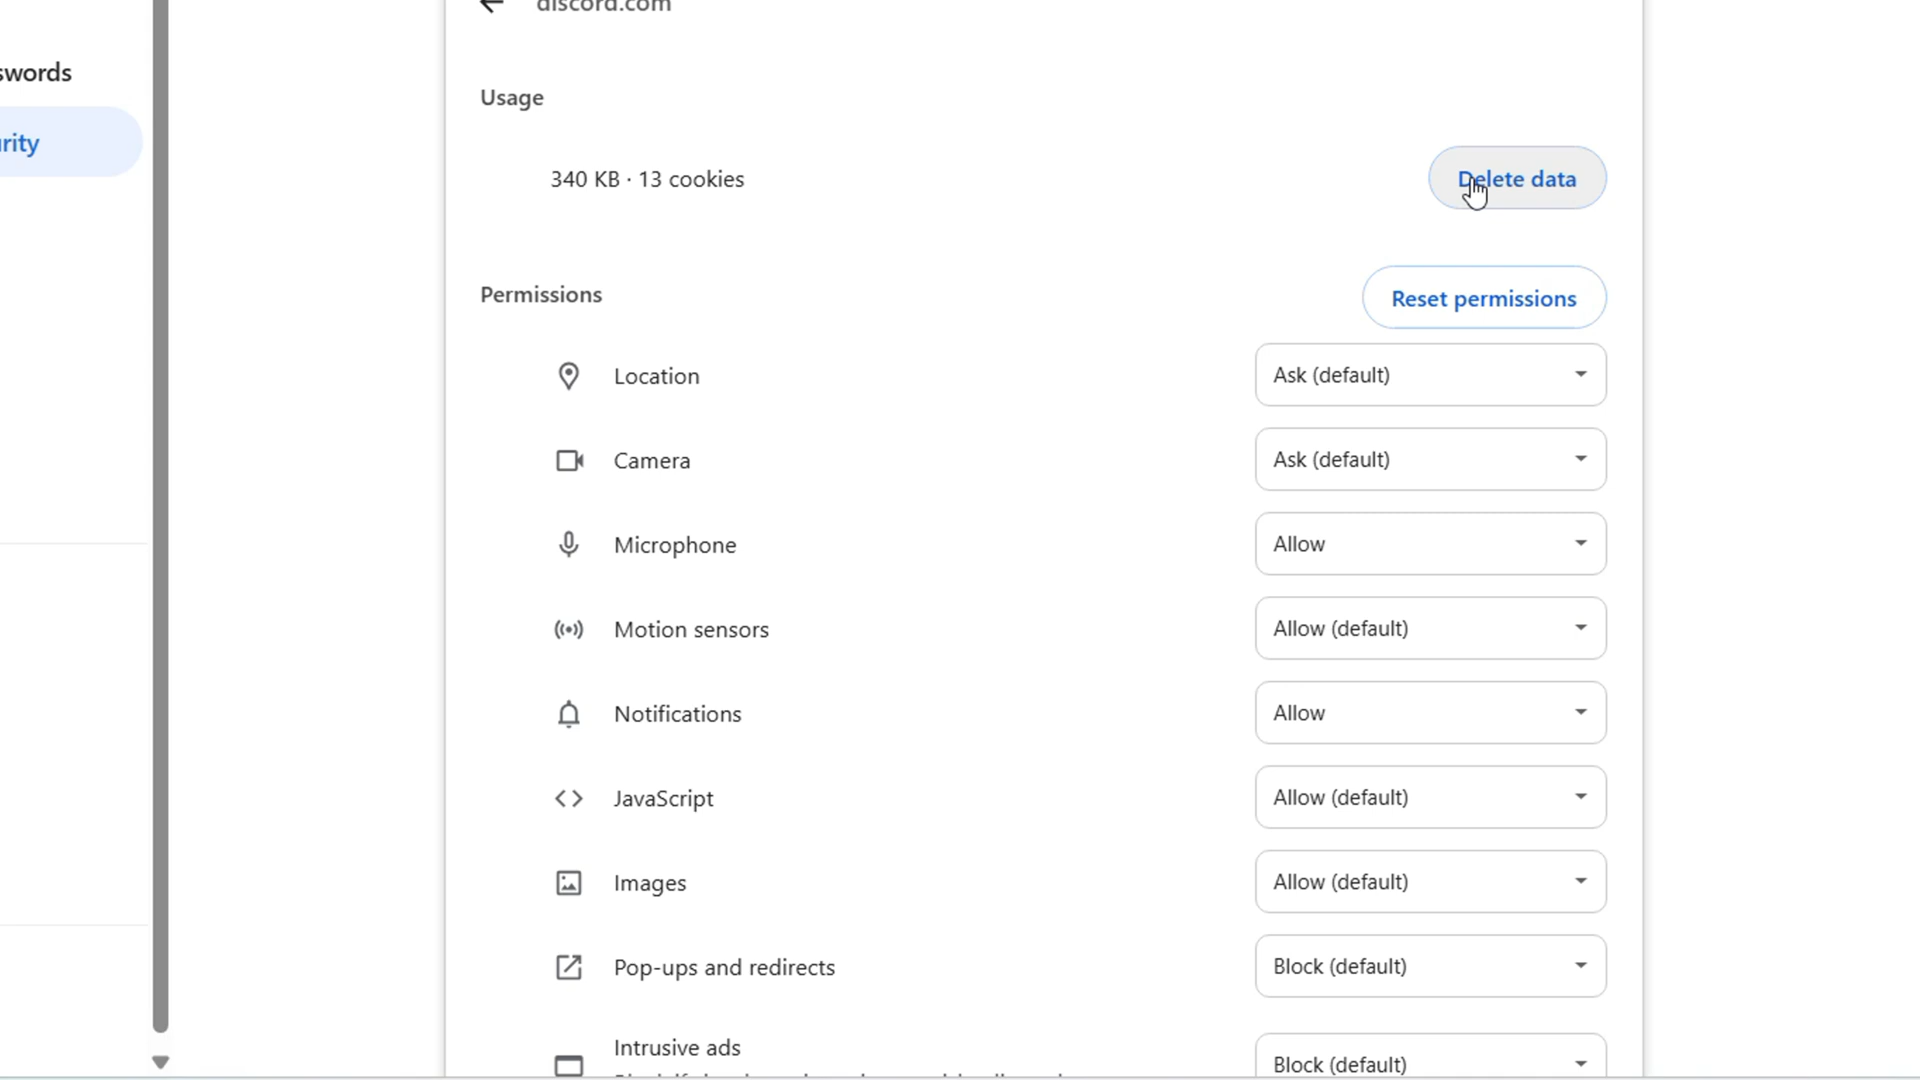 discord.com
swords
Usage
rity
340 KB · 13 cookies
Delete data
Permissions
Reset permissions
Location
Ask (default)
Camera
Ask (default)
Microphone
Allow
Motion sensors
Allow (default)
Notifications
Allow
JavaScript
Allow (default)
Images
Allow (default)
Pop-ups and redirects
Block (default)
Intrusive ads
Block (default)